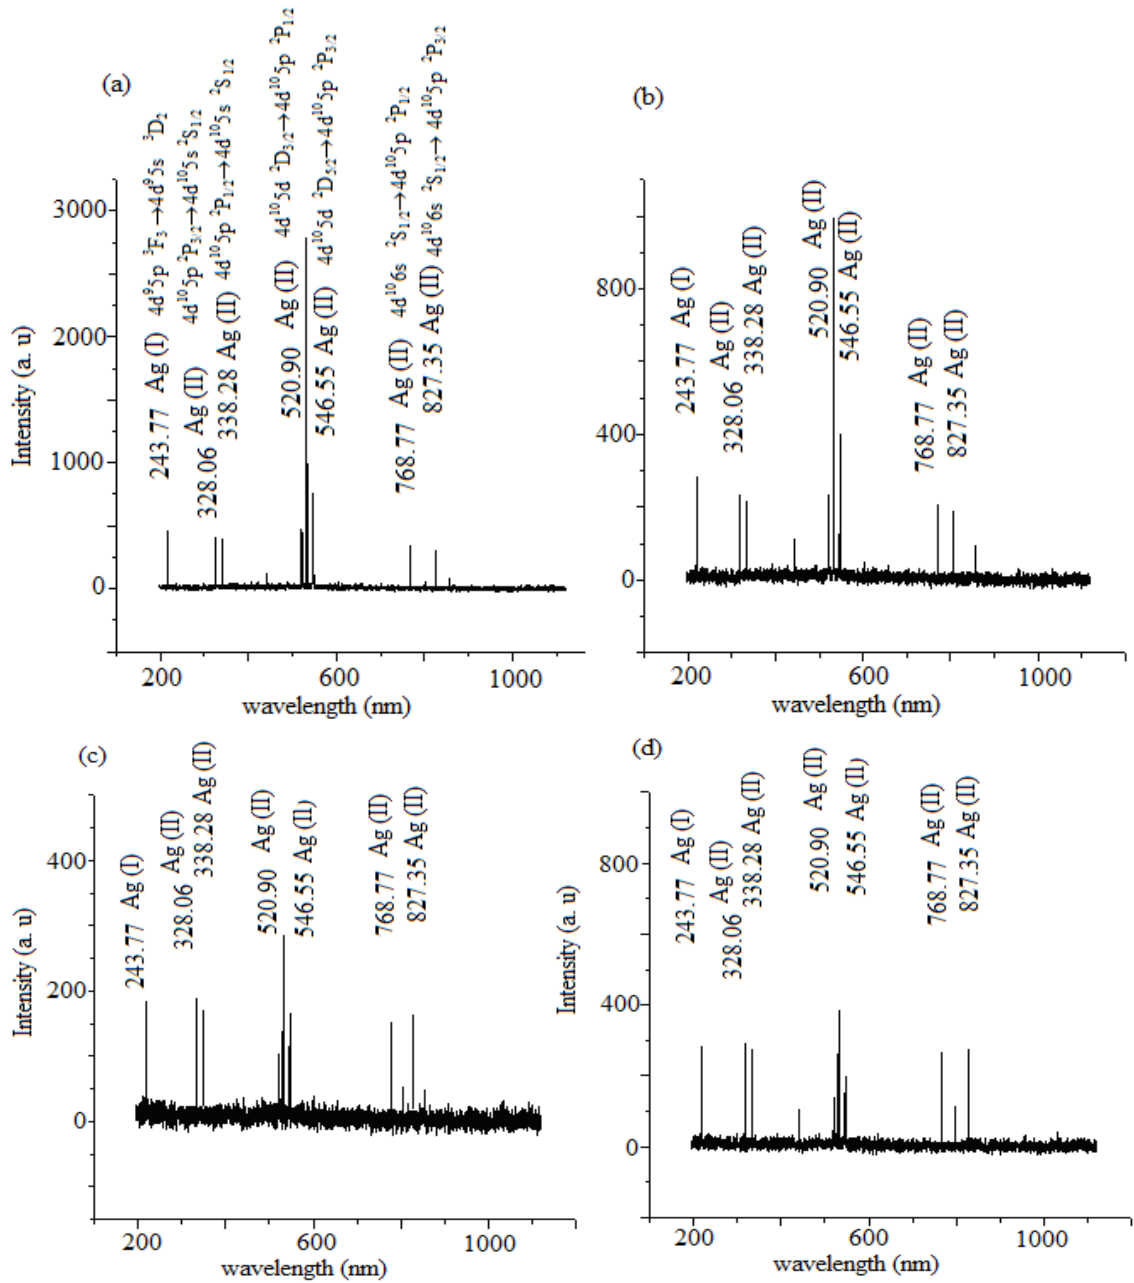 (a)
243.77 Ag (I) 4d⁹5p ³F₃→4d⁹5s ³D₂
328.06 Ag (II) 4d¹⁰5p ²P₃/₂→4d¹⁰5s ²S₁/₂
338.28 Ag (II) 4d¹⁰5p ²P₁/₂→4d¹⁰5s ²S₁/₂
520.90 Ag (II) 4d¹⁰5d ²D₃/₂→4d¹⁰5p ²P₁/₂
546.55 Ag (II) 4d¹⁰5d ²D₅/₂→4d¹⁰5p ²P₃/₂
768.77 Ag (II) 4d¹⁰6s ²S₁/₂→4d¹⁰5p ²P₁/₂
827.35 Ag (II) 4d¹⁰6s ²S₁/₂→4d¹⁰5p ²P₃/₂
Intensity (a. u)
3000
2000
1000
0
200 600 1000
wavelength (nm)
(b)
243.77 Ag (I)
328.06 Ag (II)
338.28 Ag (II)
520.90 Ag (II)
546.55 Ag (II)
768.77 Ag (II)
827.35 Ag (II)
800
400
0
200 600 1000
wavelength (nm)
(c)
243.77 Ag (I)
328.06 Ag (II)
338.28 Ag (II)
520.90 Ag (II)
546.55 Ag (II)
768.77 Ag (II)
827.35 Ag (II)
Intensity (a. u)
400
200
0
200 600 1000
wavelength (nm)
(d)
243.77 Ag (I)
328.06 Ag (II)
338.28 Ag (II)
520.90 Ag (II)
546.55 Ag (II)
768.77 Ag (II)
827.35 Ag (II)
Intensity (a. u)
800
400
0
200 600 1000
wavelength (nm)